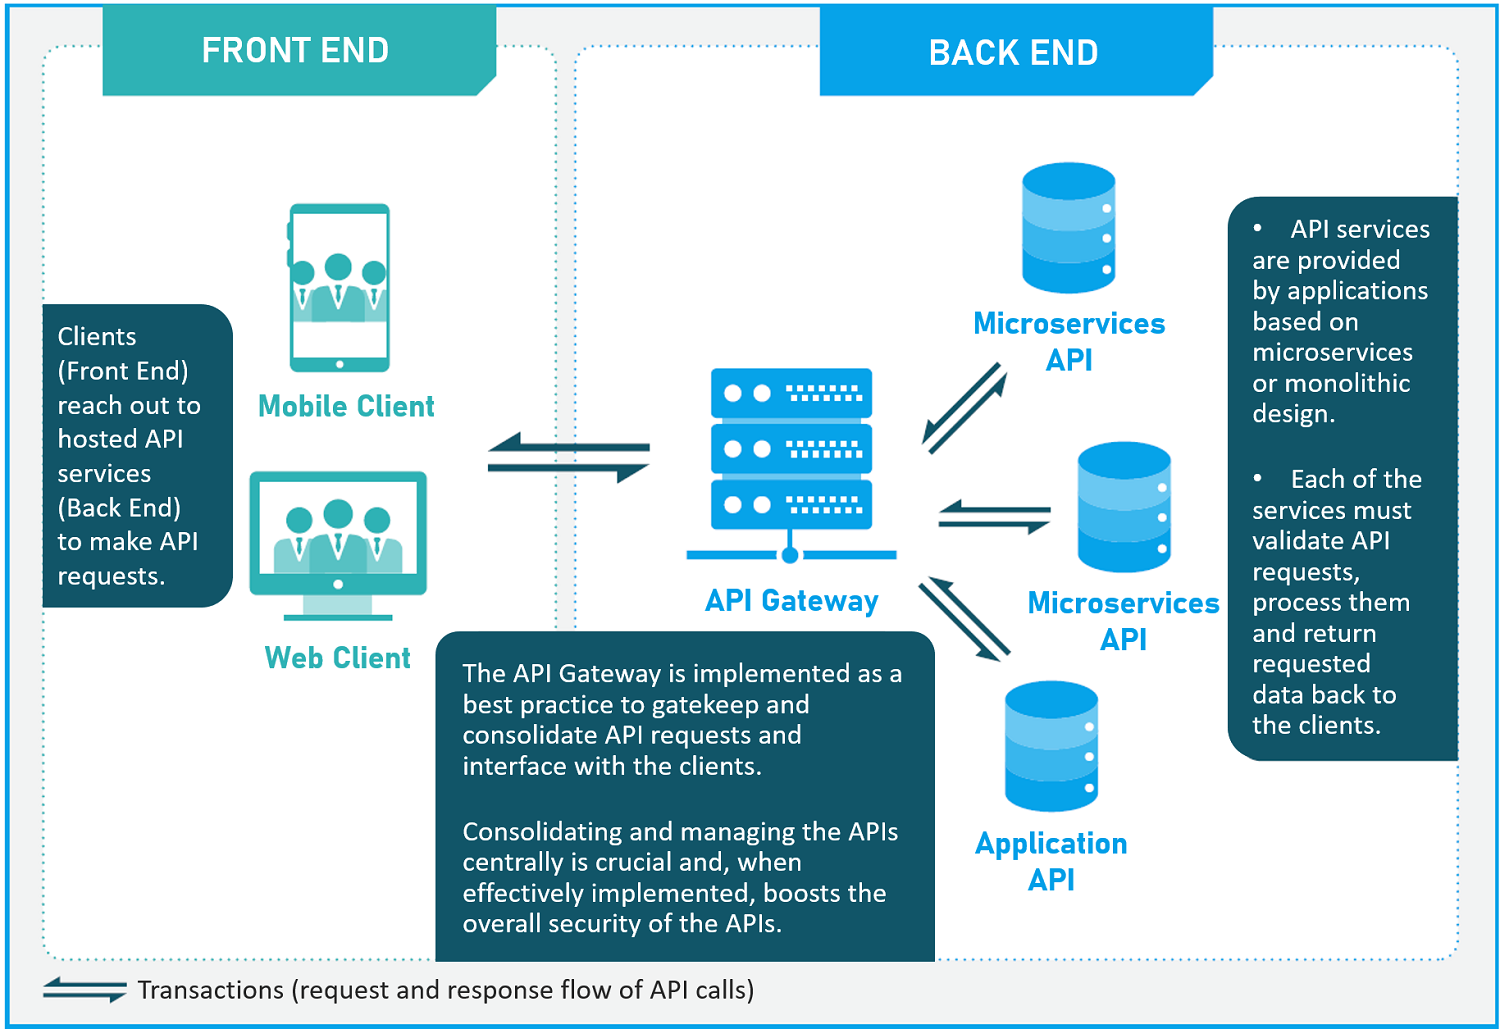 FRONT END
BACK END
Clients
(Front End)
reach out to
hosted API
services
(Back End)
to make API
requests.
Mobile Client
Web Client
API Gateway
The API Gateway is implemented as a
best practice to gatekeep and
consolidate API requests and
interface with the clients.
Consolidating and managing the APIs
centrally is crucial and, when
effectively implemented, boosts the
overall security of the APIs.
Microservices
API
Microservices
API
Application
API
• API services
are provided
by applications
based on
microservices
or monolithic
design.
• Each of the
services must
validate API
requests,
process them
and return
requested
data back to
the clients.
Transactions (request and response flow of API calls)